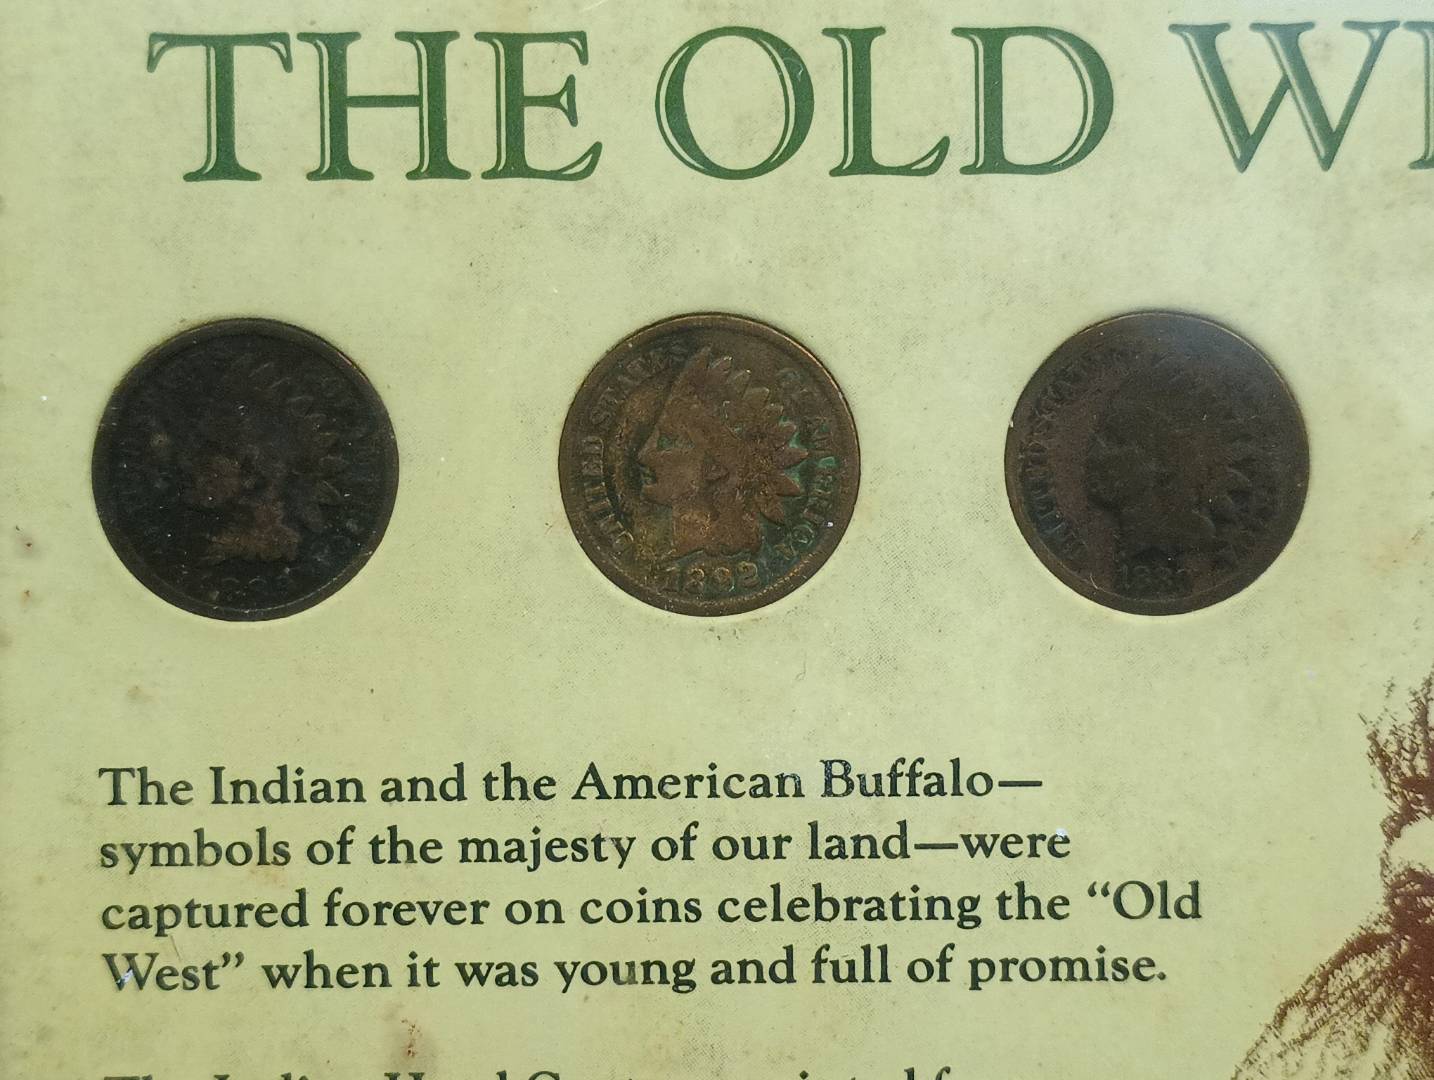 THE OLD
UNITED STATES OF AMERICA
1892
The Indian and the American Buffalo—
symbols of the majesty of our land—were
captured forever on coins celebrating the “Old
West” when it was young and full of promise.